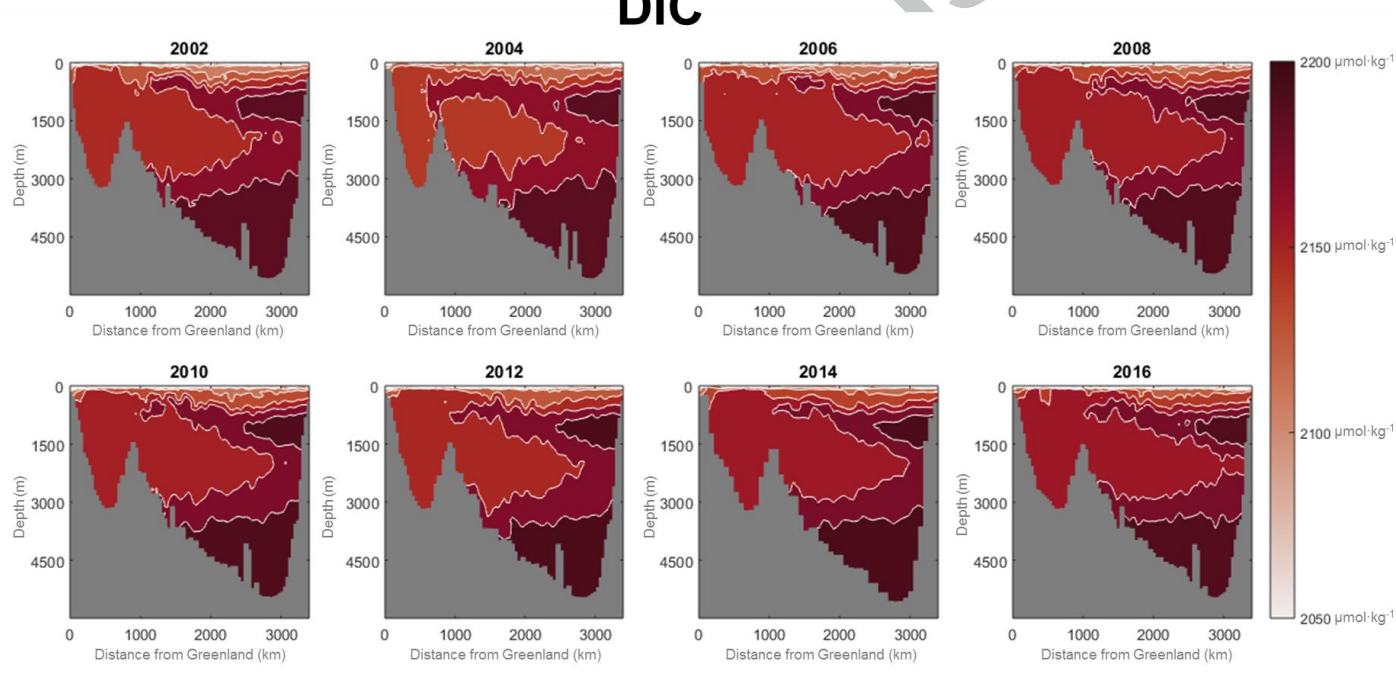 DIC
2002 2004 2006 2008
0 0 0 0 2200 μmol·kg-1
1500 1500 1500 1500
3000 3000 3000 3000
4500 4500 4500 4500
Depth (m) Depth (m) Depth (m) Depth (m)
2150 μmol·kg-1
0 1000 2000 3000 0 1000 2000 3000 0 1000 2000 3000 0 1000 2000 3000
Distance from Greenland (km) Distance from Greenland (km) Distance from Greenland (km) Distance from Greenland (km)
2010 2012 2014 2016
0 0 0 0
2100 μmol·kg-1
1500 1500 1500 1500
3000 3000 3000 3000
4500 4500 4500 4500
Depth (m) Depth (m) Depth (m) Depth (m)
2050 μmol·kg-1
0 1000 2000 3000 0 1000 2000 3000 0 1000 2000 3000 0 1000 2000 3000
Distance from Greenland (km) Distance from Greenland (km) Distance from Greenland (km) Distance from Greenland (km)